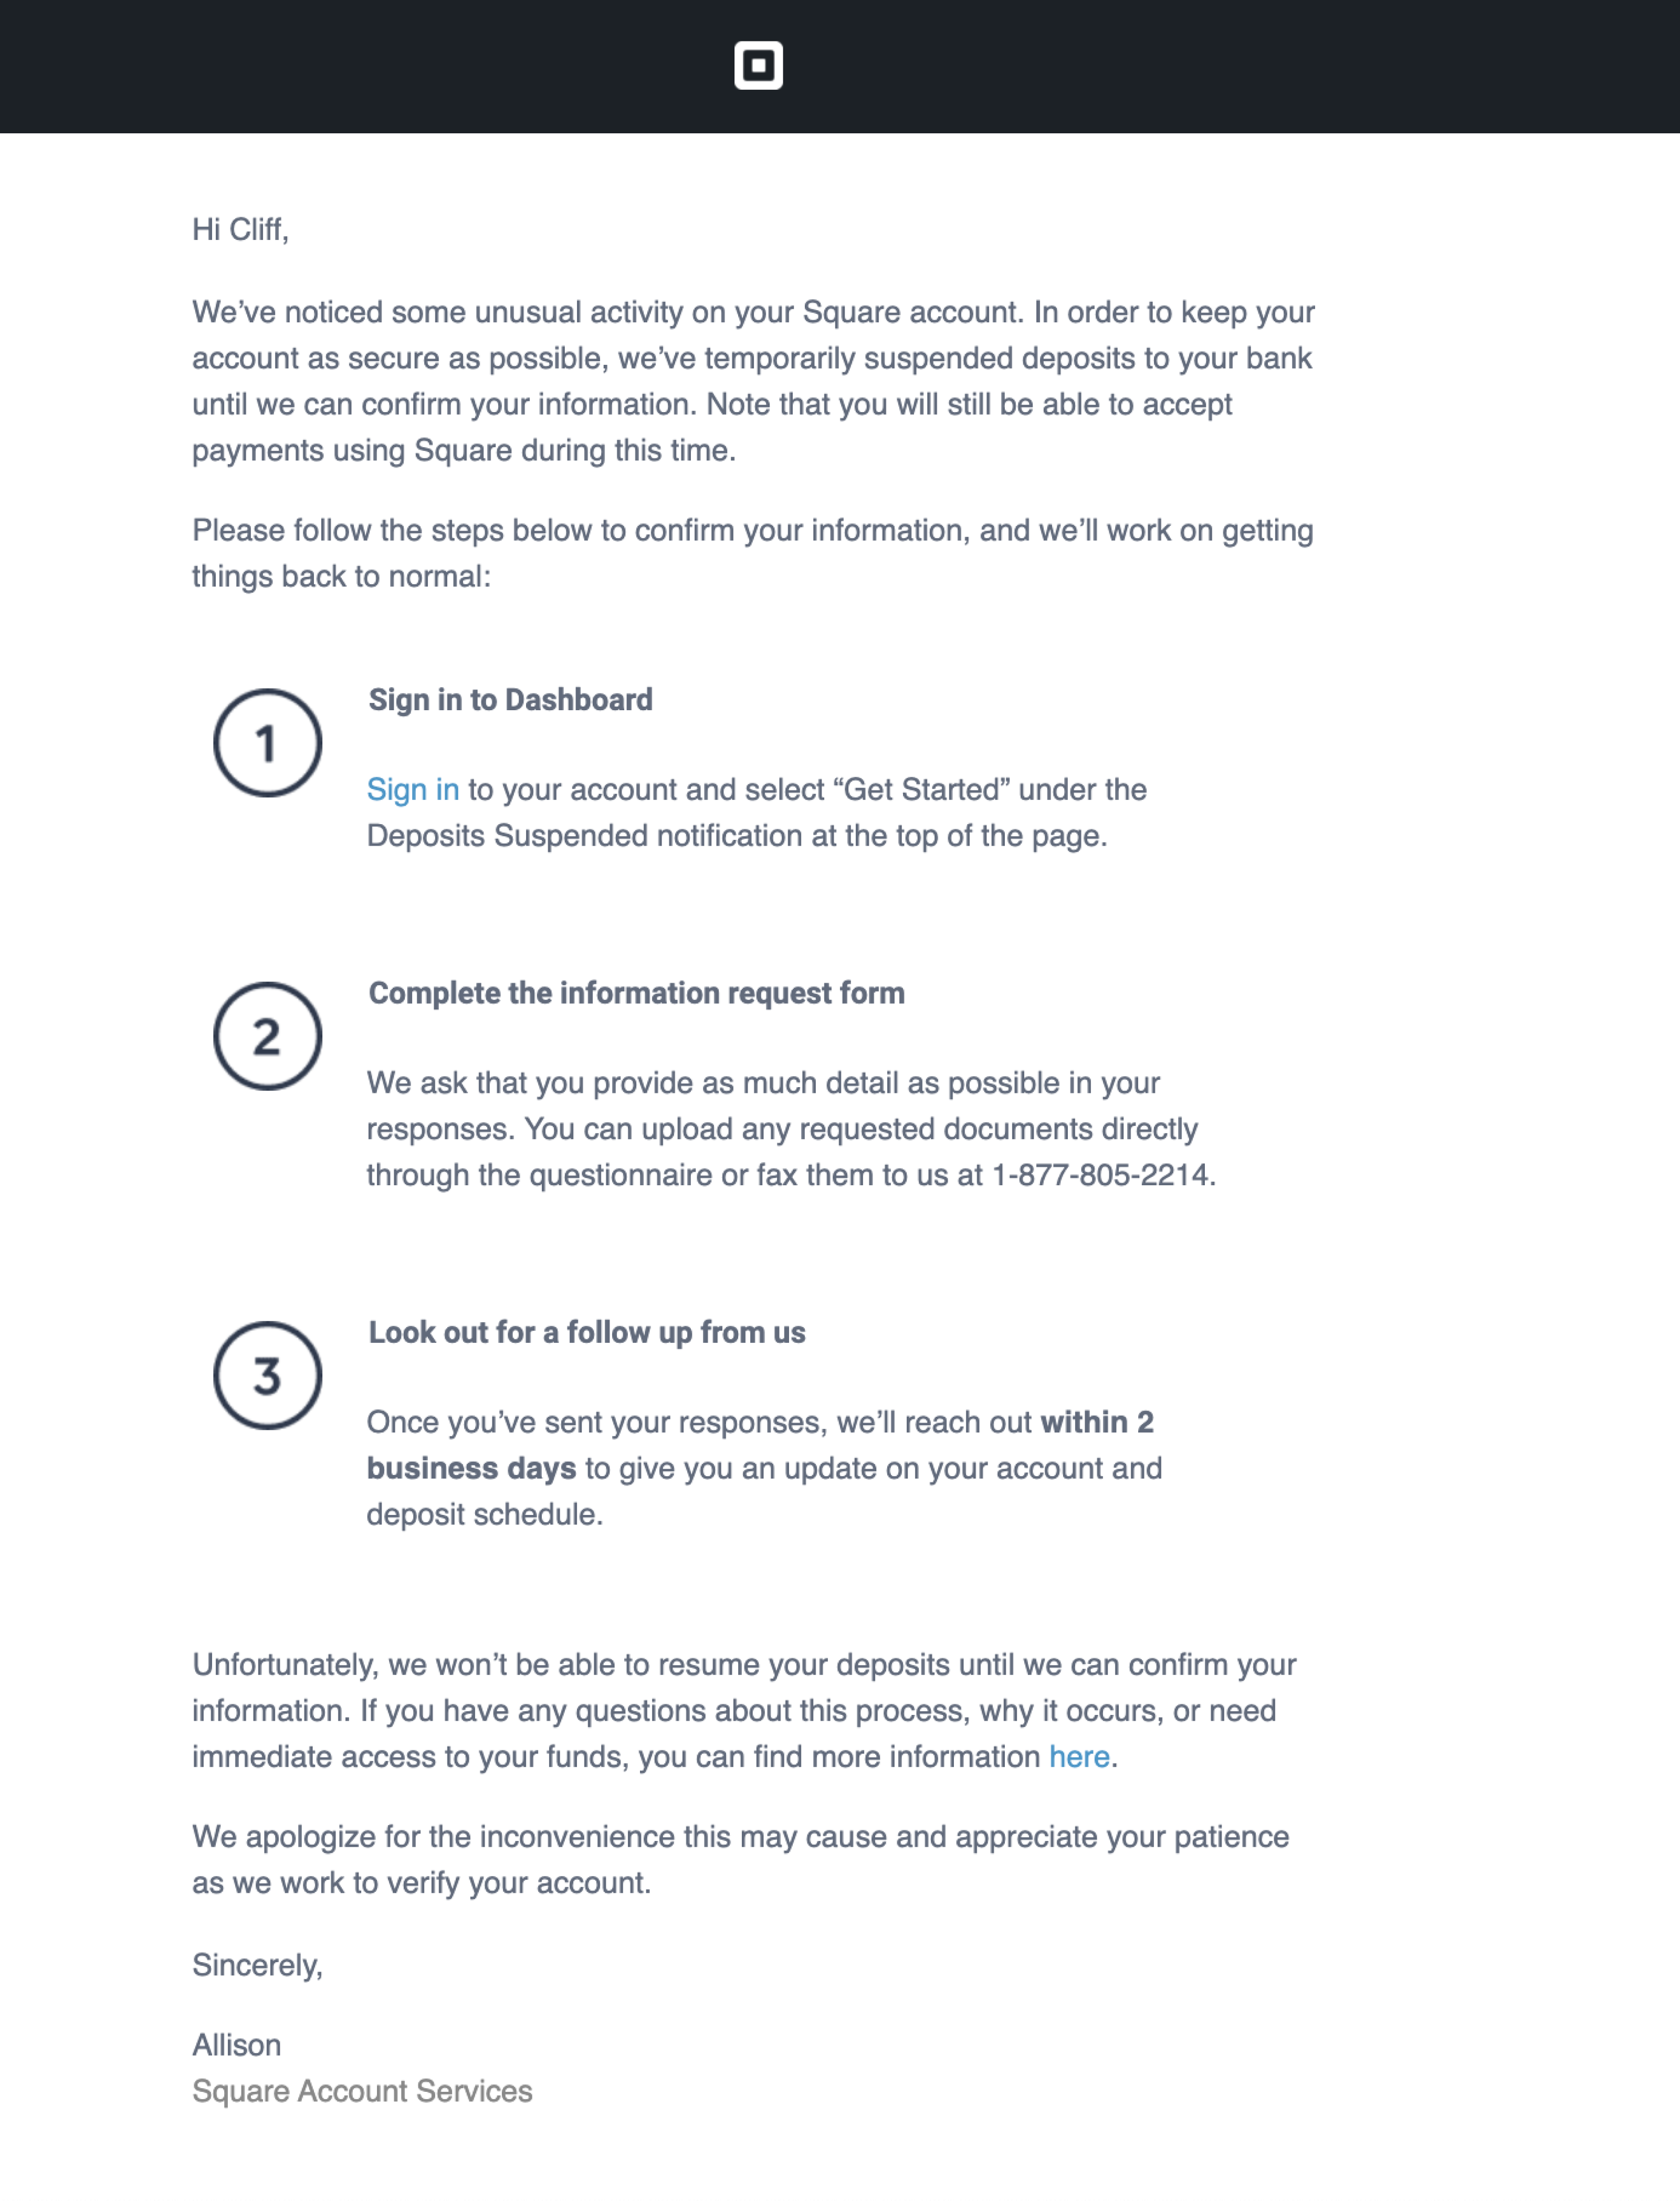 Hi Cliff,
We’ve noticed some unusual activity on your Square account. In order to keep your
account as secure as possible, we’ve temporarily suspended deposits to your bank
until we can confirm your information. Note that you will still be able to accept
payments using Square during this time.
Please follow the steps below to confirm your information, and we’ll work on getting
things back to normal:
1
Sign in to Dashboard
Sign in to your account and select “Get Started” under the
Deposits Suspended notification at the top of the page.
2
Complete the information request form
We ask that you provide as much detail as possible in your
responses. You can upload any requested documents directly
through the questionnaire or fax them to us at 1-877-805-2214.
3
Look out for a follow up from us
Once you’ve sent your responses, we’ll reach out within 2
business days to give you an update on your account and
deposit schedule.
Unfortunately, we won’t be able to resume your deposits until we can confirm your
information. If you have any questions about this process, why it occurs, or need
immediate access to your funds, you can find more information here.
We apologize for the inconvenience this may cause and appreciate your patience
as we work to verify your account.
Sincerely,
Allison
Square Account Services